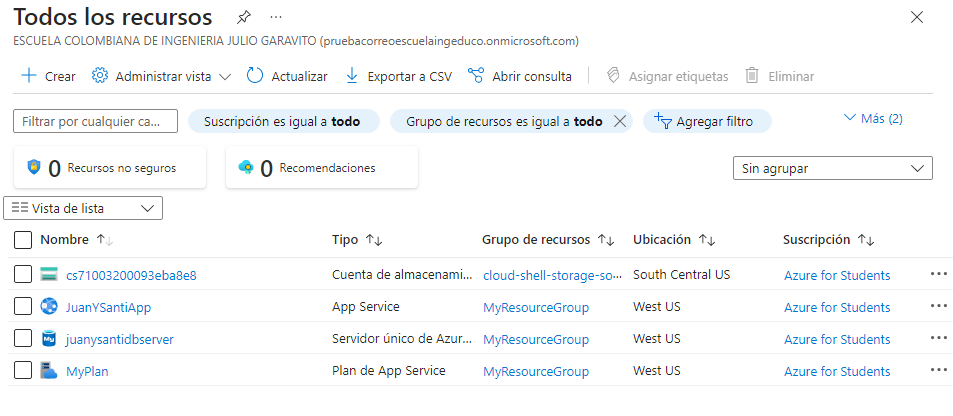 Todos los recursos ...
ESCUELA COLOMBIANA DE INGENIERIA JULIO GARAVITO (pruebacorreoescuelaingeduco.onmicrosoft.com)
Crear Administrar vista Actualizar Exportar a CSV Abrir consulta Asignar etiquetas Eliminar
Filtrar por cualquier ca... Suscripción es igual a todo Grupo de recursos es igual a todo Agregar filtro Más (2)
0 Recursos no seguros 0 Recomendaciones Sin agrupar
Vista de lista
Nombre Tipo Grupo de recursos Ubicación Suscripción
cs71003200093eba8e8 Cuenta de almacenami... cloud-shell-storage-so... South Central US Azure for Students ...
JuanYSantiApp App Service MyResourceGroup West US Azure for Students ...
My juanysantidbserver Servidor único de Azur... MyResourceGroup West US Azure for Students ...
MyPlan Plan de App Service MyResourceGroup West US Azure for Students ...